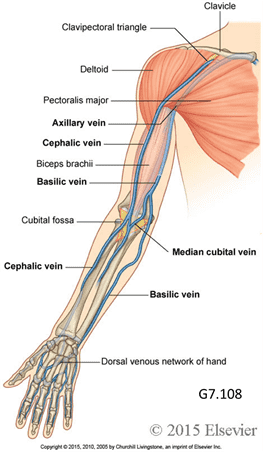 Clavicle
Clavipectoral triangle
Deltoid
Pectoralis major
Axillary vein
Cephalic vein
Biceps brachii
Basilic vein
Cubital fossa
Median cubital vein
Cephalic vein
Basilic vein
Dorsal venous network of hand
G7.108
© 2015 Elsevier
Copyright © 2015, 2010, 2005 by Churchill Livingstone, an imprint of Elsevier Inc.